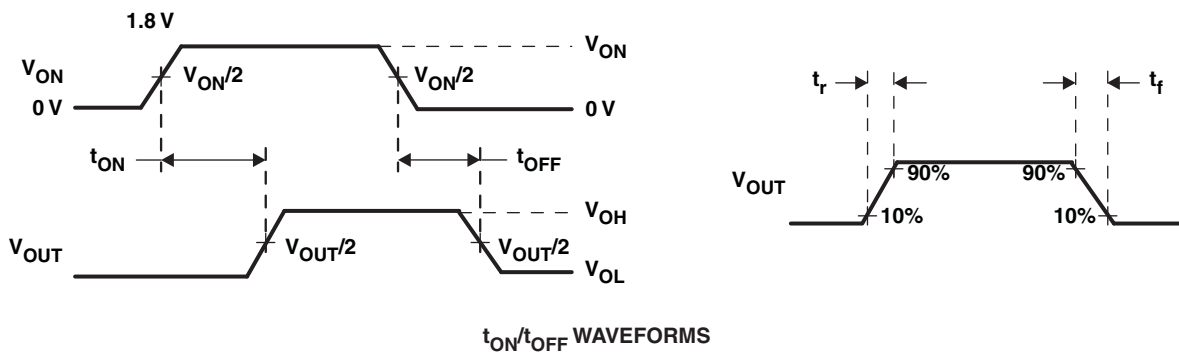 1.8 V
V_ON
V_ON
V_ON/2
V_ON/2
0 V
0 V
t_ON
t_OFF
V_OH
V_OUT
V_OUT/2
V_OUT/2
V_OL
t_r
t_f
V_OUT
90%
90%
10%
10%
t_ON/t_OFF WAVEFORMS